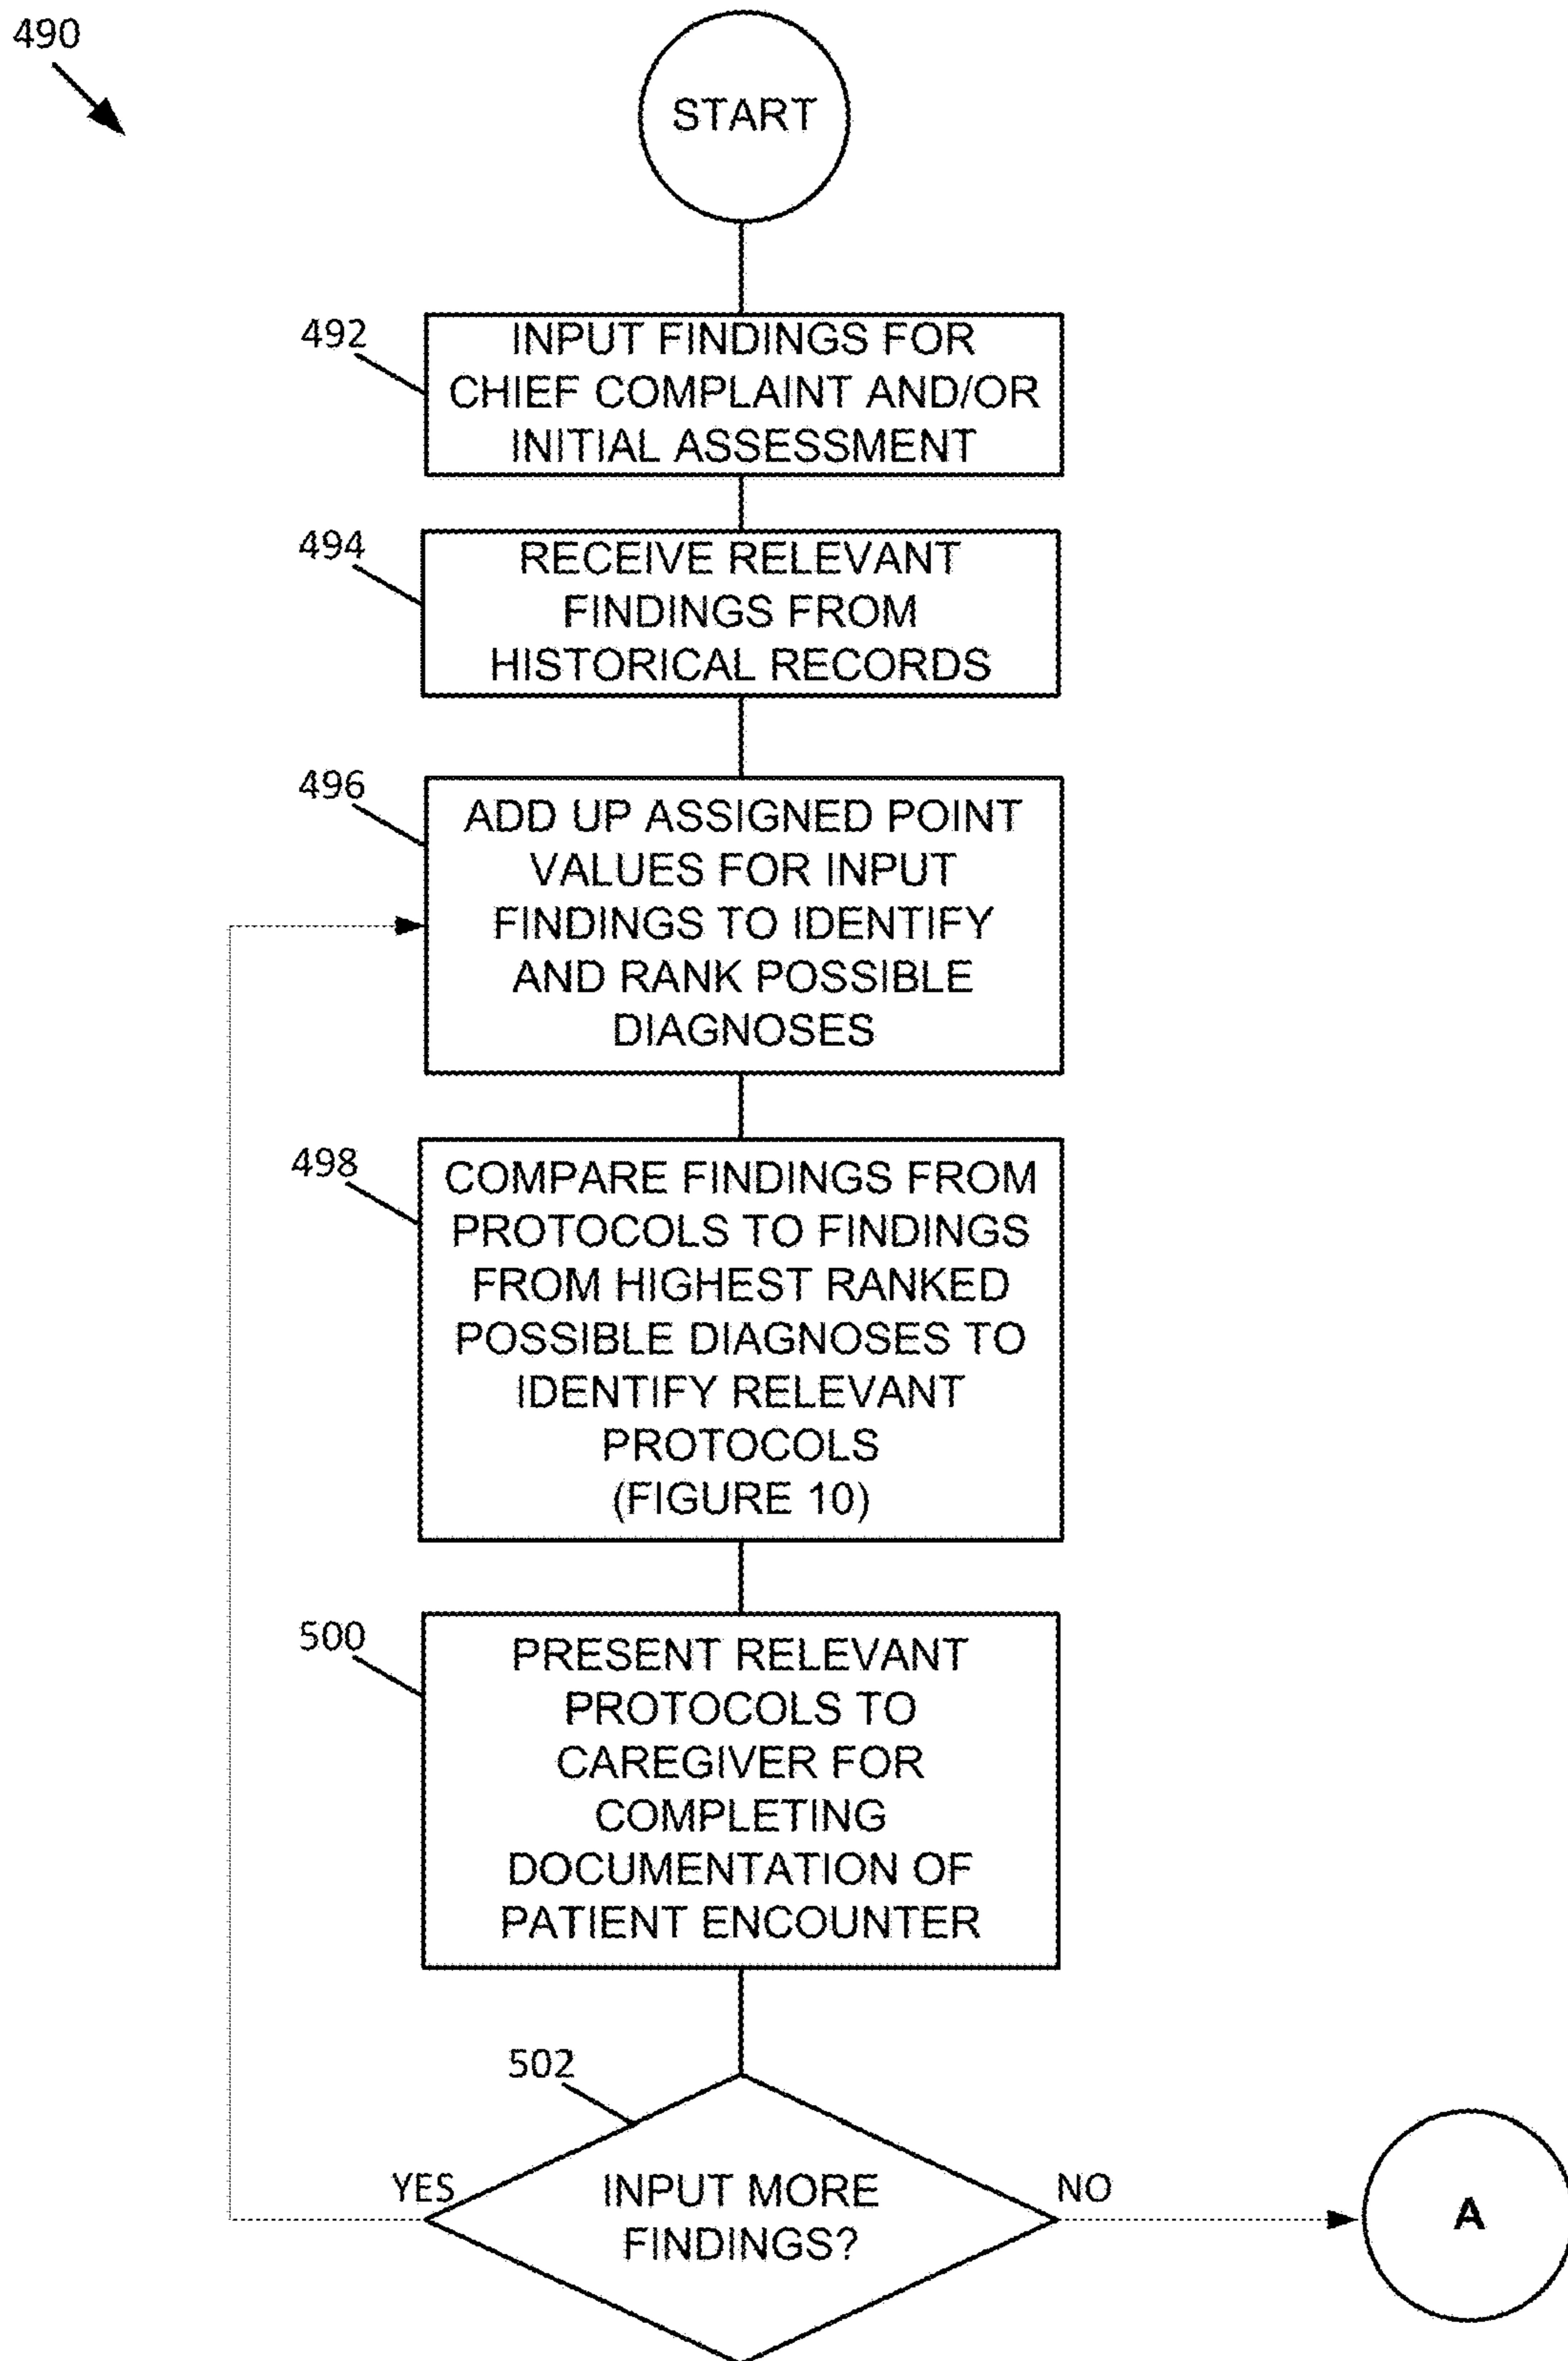 490
START
492
INPUT FINDINGS FOR
CHIEF COMPLAINT AND/OR
INITIAL ASSESSMENT
494
RECEIVE RELEVANT
FINDINGS FROM
HISTORICAL RECORDS
496
ADD UP ASSIGNED POINT
VALUES FOR INPUT
FINDINGS TO IDENTIFY
AND RANK POSSIBLE
DIAGNOSES
498
COMPARE FINDINGS FROM
PROTOCOLS TO FINDINGS
FROM HIGHEST RANKED
POSSIBLE DIAGNOSES TO
IDENTIFY RELEVANT
PROTOCOLS
(FIGURE 10)
500
PRESENT RELEVANT
PROTOCOLS TO
CAREGIVER FOR
COMPLETING
DOCUMENTATION OF
PATIENT ENCOUNTER
502
YES
INPUT MORE
FINDINGS?
NO
A